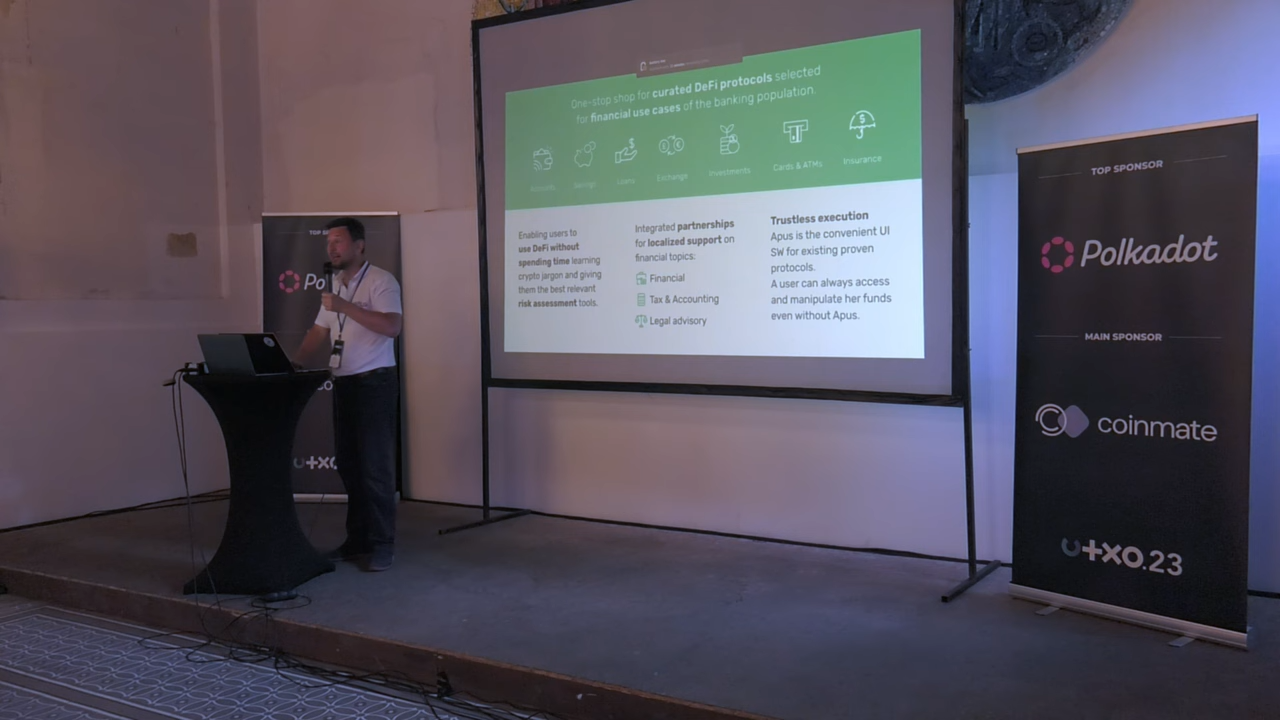 One-stop shop for curated DeFi protocols selected
for financial use cases of the banking population.
Accounts
Savings
Loans
Exchange
Investments
Cards & ATMs
Insurance
Enabling users to
use DeFi without
spending time learning
crypto jargon and giving
them the best relevant
risk assessment tools.
Integrated partnerships
for localized support on
financial topics:
Financial
Tax & Accounting
Legal advisory
Trustless execution
Apus is the convenient UI
SW for existing proven
protocols.
A user can always access
and manipulate her funds
even without Apus.
TOP SPONSOR
Polkadot
MAIN SPONSOR
coinmate
utxo.23
TOP SP
Po
utxo